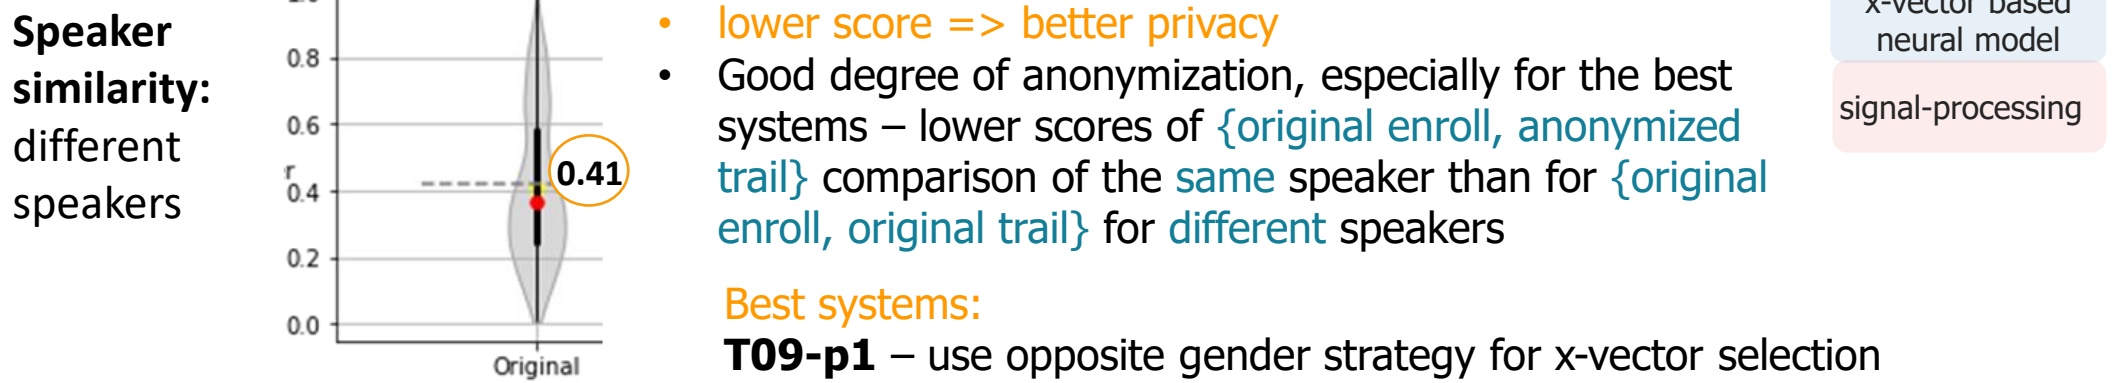 Speaker
similarity:
different
speakers
0.8
0.6
0.4
0.2
0.0
r
0.41
Original
• lower score => better privacy
• Good degree of anonymization, especially for the best
systems – lower scores of {original enroll, anonymized
trail} comparison of the same speaker than for {original
enroll, original trail} for different speakers
Best systems:
T09-p1 – use opposite gender strategy for x-vector selection
x-vector based
neural model
signal-processing